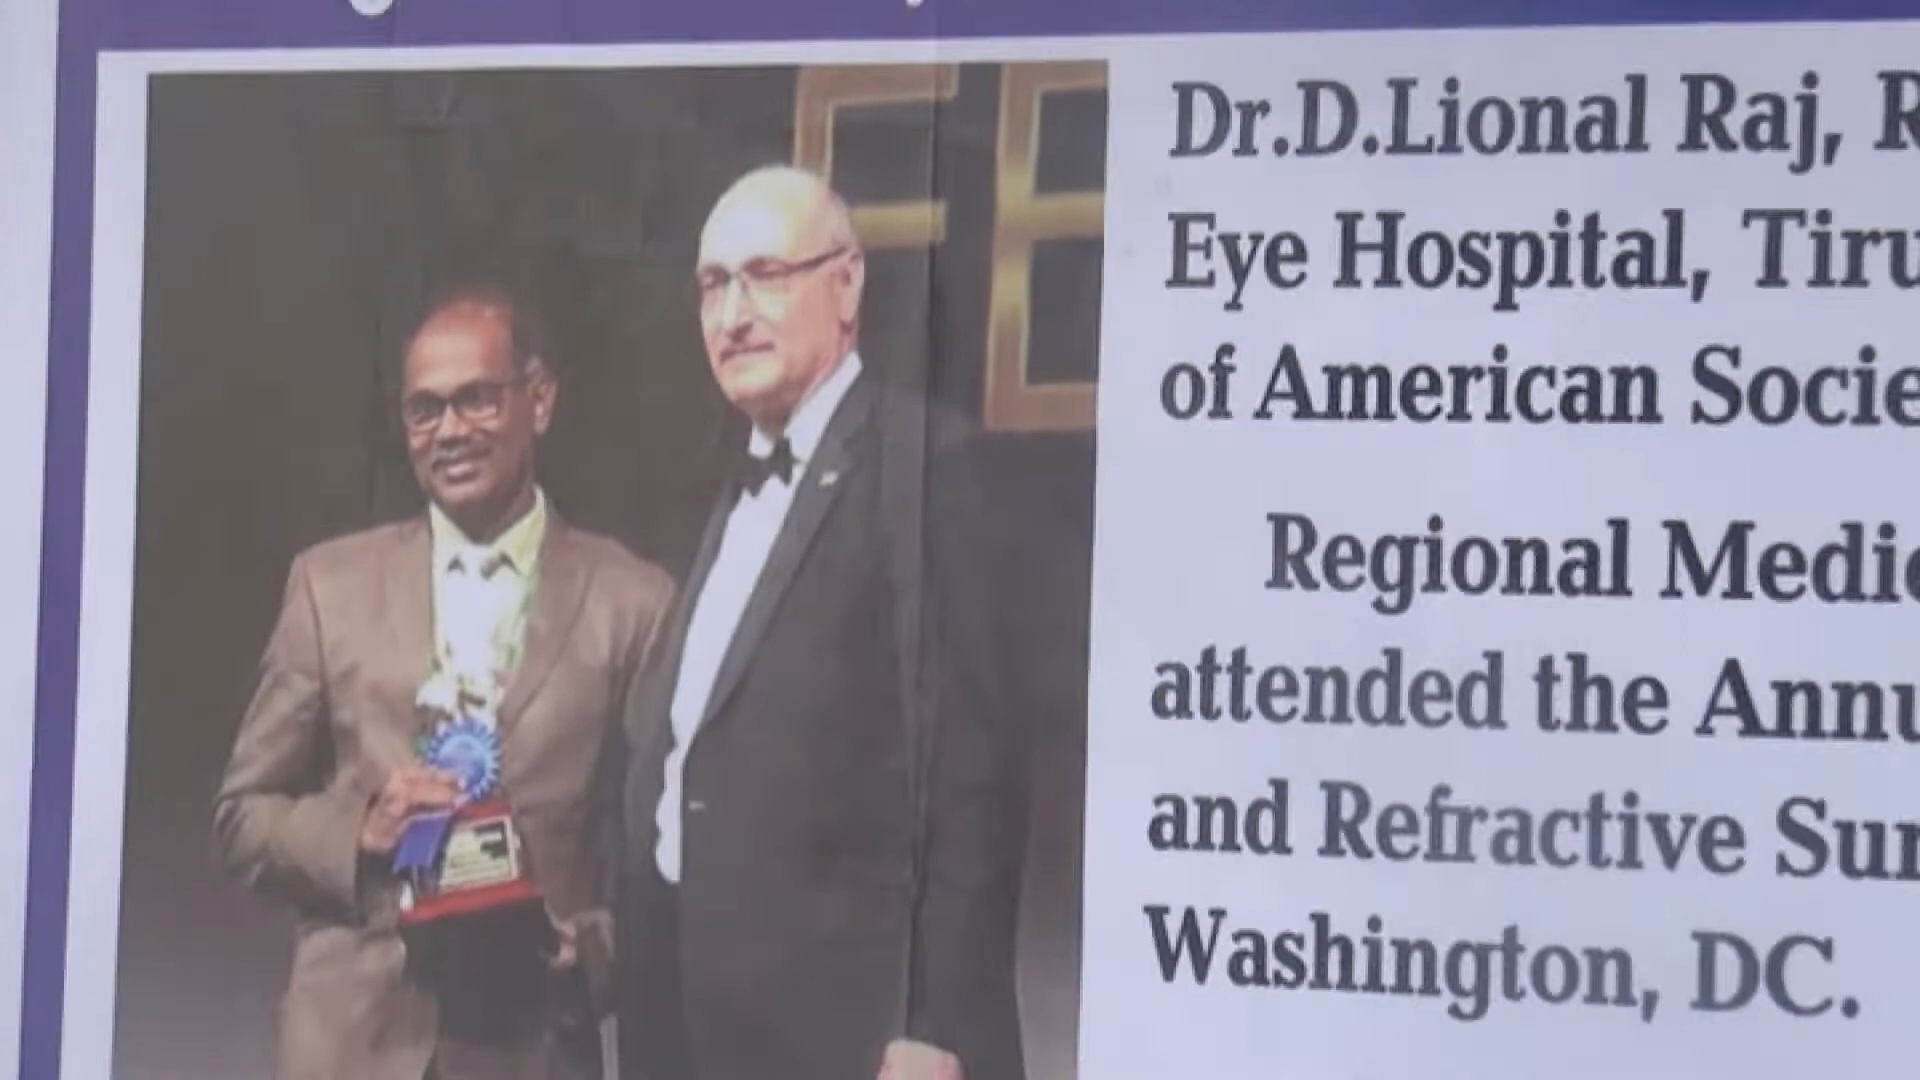 Dr.D.Lional Raj,
Eye Hospital,
of American
Regional
attended the
and Refractive
Washington, DC.